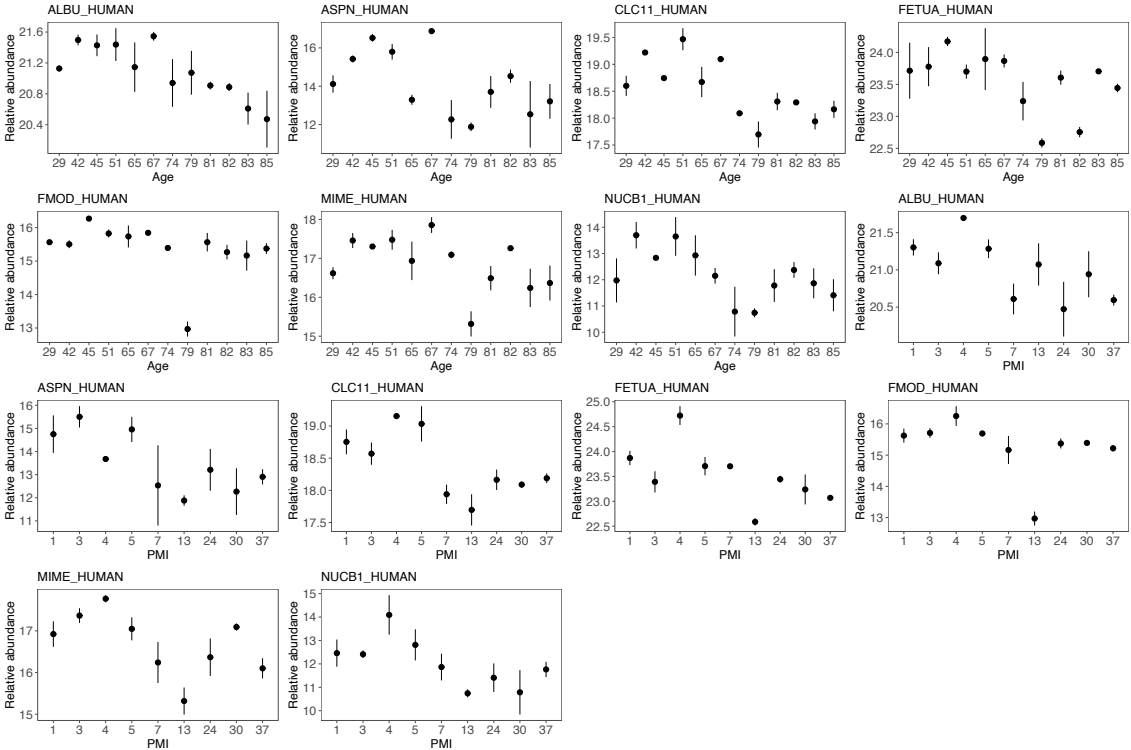 ALBU_HUMAN
Relative abundance
21.6
21.2
20.8
20.4
29 42 45 51 65 67 74 79 81 82 83 85
Age
ASPN_HUMAN
Relative abundance
16
14
12
29 42 45 51 65 67 74 79 81 82 83 85
Age
CLC11_HUMAN
Relative abundance
19.5
19.0
18.5
18.0
17.5
29 42 45 51 65 67 74 79 81 82 83 85
Age
FETUA_HUMAN
Relative abundance
24.0
23.5
23.0
22.5
29 42 45 51 65 67 74 79 81 82 83 85
Age
FMOD_HUMAN
Relative abundance
16
15
14
13
29 42 45 51 65 67 74 79 81 82 83 85
Age
MIME_HUMAN
Relative abundance
18
17
16
15
29 42 45 51 65 67 74 79 81 82 83 85
Age
NUCB1_HUMAN
Relative abundance
14
13
12
11
10
29 42 45 51 65 67 74 79 81 82 83 85
Age
ALBU_HUMAN
Relative abundance
21.5
21.0
20.5
1 3 4 5 7 13 24 30 37
PMI
ASPN_HUMAN
Relative abundance
16
15
14
13
12
11
1 3 4 5 7 13 24 30 37
PMI
CLC11_HUMAN
Relative abundance
19.0
18.5
18.0
17.5
1 3 4 5 7 13 24 30 37
PMI
FETUA_HUMAN
Relative abundance
25.0
24.5
24.0
23.5
23.0
22.5
1 3 4 5 7 13 24 30 37
PMI
FMOD_HUMAN
Relative abundance
16
15
14
13
1 3 4 5 7 13 24 30 37
PMI
MIME_HUMAN
Relative abundance
17
16
15
1 3 4 5 7 13 24 30 37
PMI
NUCB1_HUMAN
Relative abundance
15
14
13
12
11
10
1 3 4 5 7 13 24 30 37
PMI